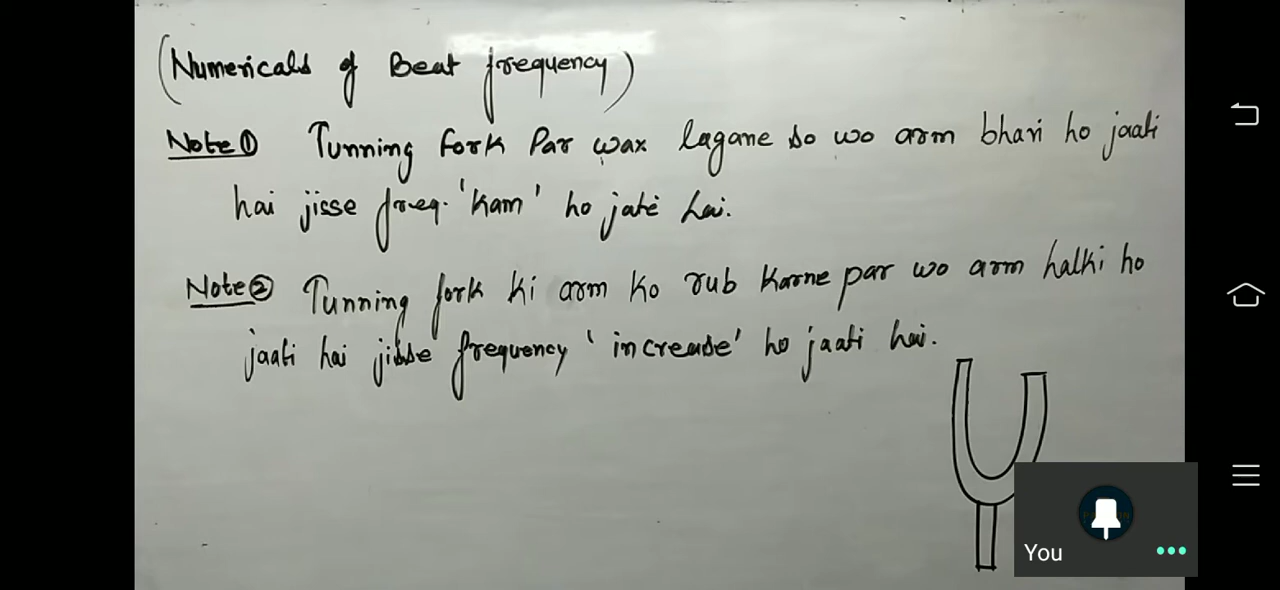 (Numericals of Beat frequency)
Note① Tunning fork Par wax lagane so wo arm bhari ho jaati
hai jisse freq. 'kam' ho jate hai.
Note② Tunning fork ki arm ko rub karne par wo arm halki ho
jaati hai jisse frequency 'increase' ho jaati hai.
You